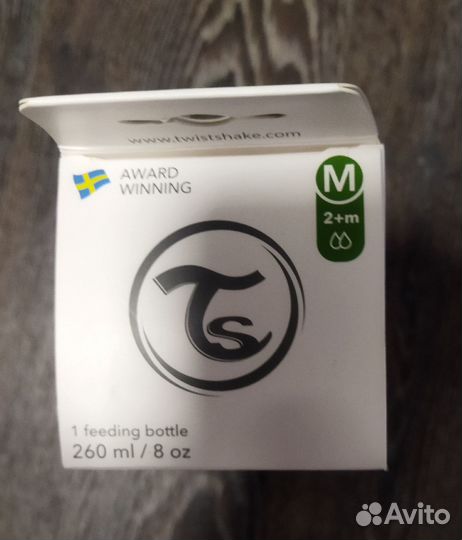 www.twistshake.com
AWARD
WINNING
M
2+m
Ts
1 feeding bottle
260 ml / 8 oz
Avito